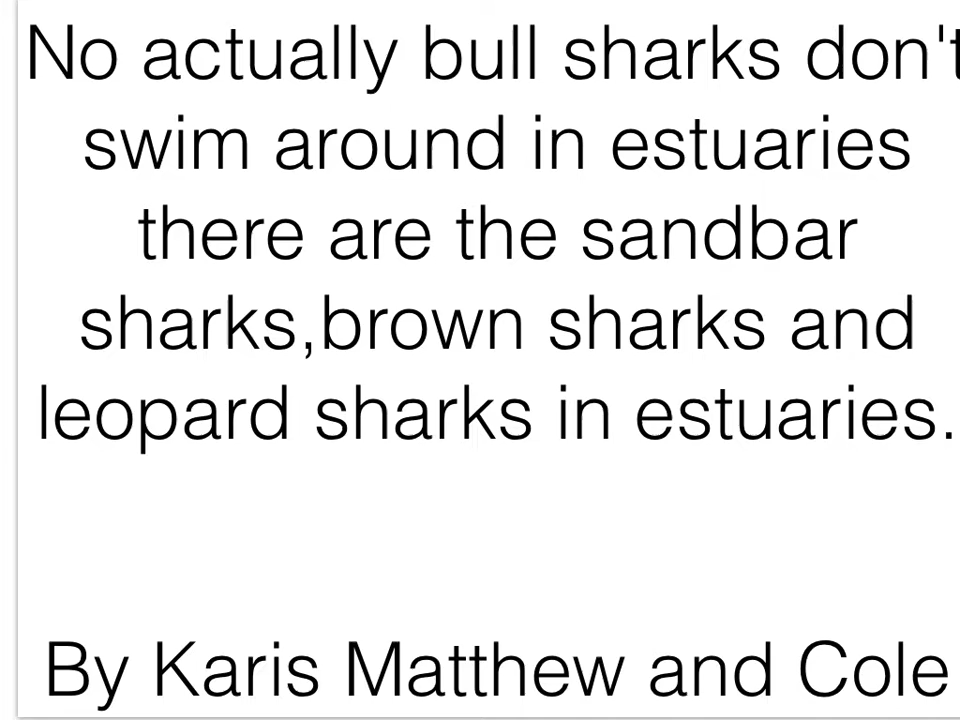 No actually bull sharks don't
swim around in estuaries
there are the sandbar
sharks,brown sharks and
leopard sharks in estuaries.
By Karis Matthew and Cole